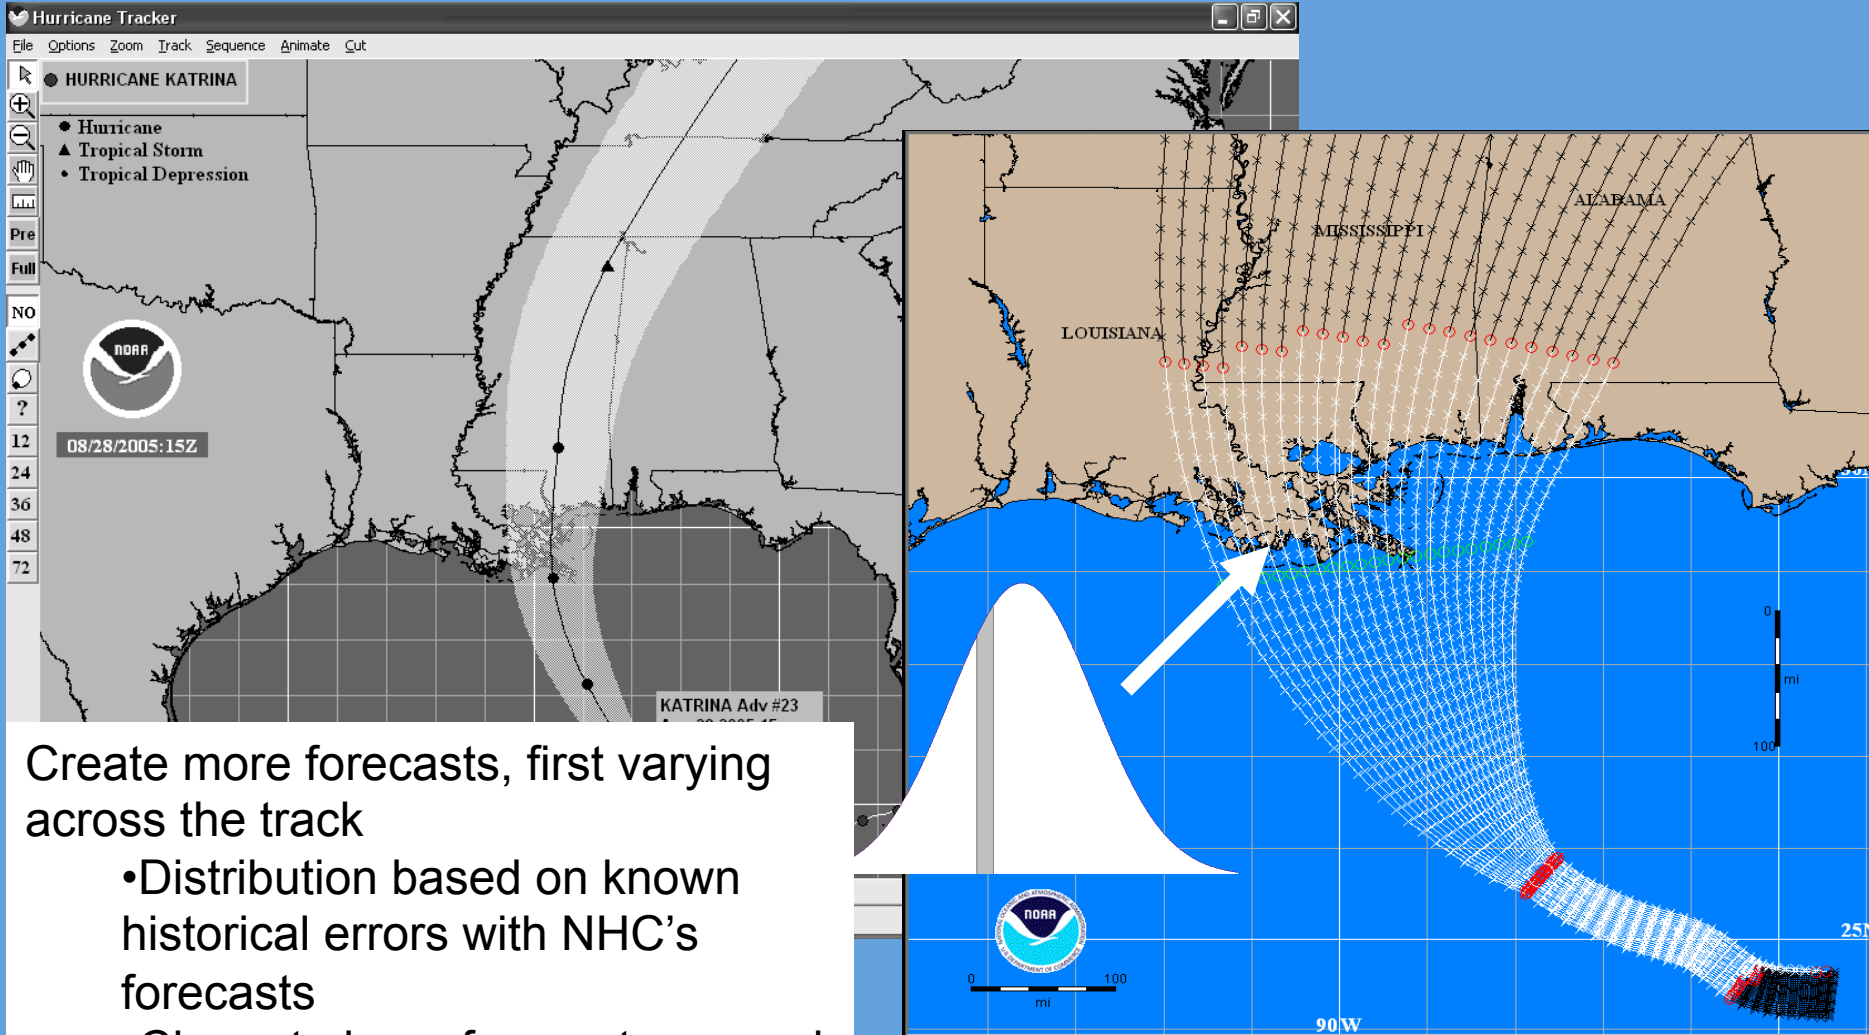 Hurricane Tracker
File Options Zoom Track Sequence Animate Cut
HURRICANE KATRINA
Hurricane
Tropical Storm
Tropical Depression
Pre
Full
NO
?
12
24
36
48
72
NOAA
08/28/2005:15Z
KATRINA Adv #23
LOUISIANA
MISSISSIPPI
ALADAMA
0
mi
100
25N
90W
NOAA
0 100
mi
Create more forecasts, first varying
across the track
•Distribution based on known
historical errors with NHC’s
forecasts